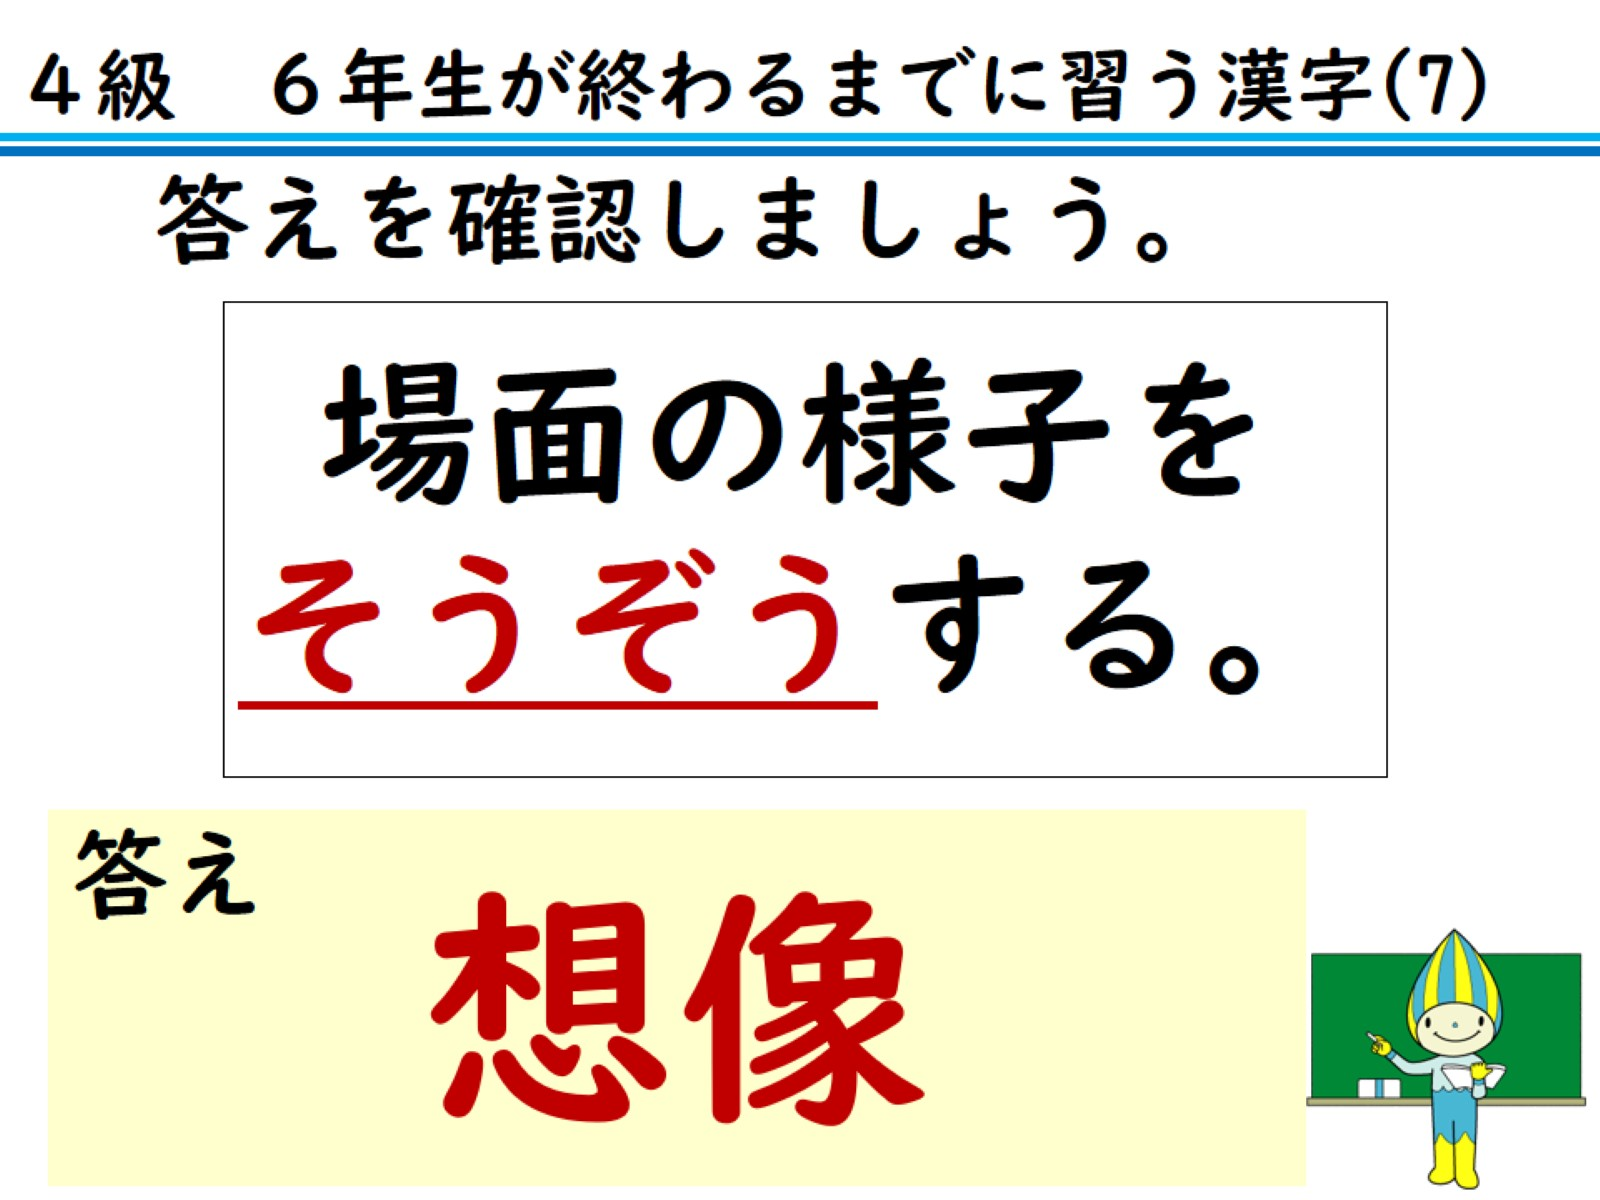 ４級　６年生が終わるまでに習う漢字(7)
答えを確認しましょう。
場面の様子を
そうぞうする。
答え
想像